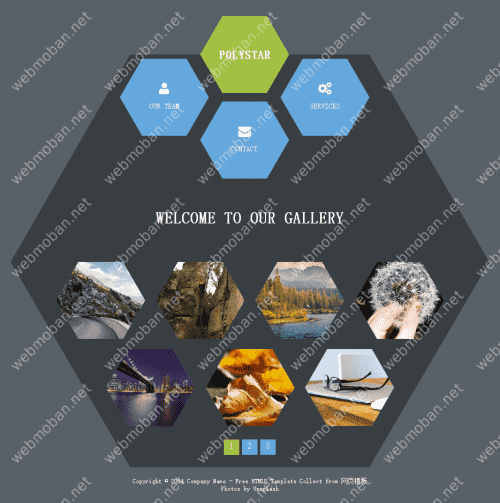 POLYSTAR
OUR TEAM
SERVICES
CONTACT
WELCOME TO OUR GALLERY
1 2 3
Copyright © Company Name - Free HTML5 Template Collect from 网页模板
Photos by Unsplash
webmoban.net